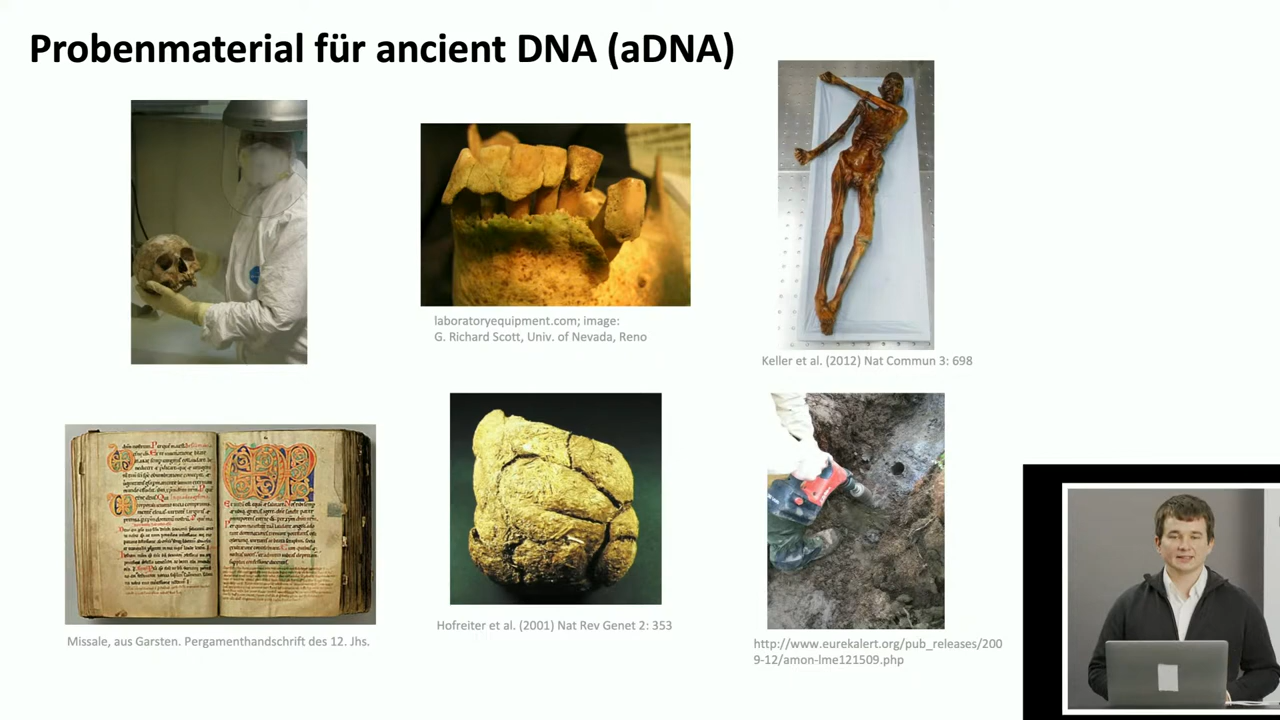 Probenmaterial für ancient DNA (aDNA)
laboratoryequipment.com; image:
G. Richard Scott, Univ. of Nevada, Reno
Keller et al. (2012) Nat Commun 3: 698
Missale, aus Garsten. Pergamenthandschrift des 12. Jhs.
Hofreiter et al. (2001) Nat Rev Genet 2: 353
http://www.eurekalert.org/pub_releases/200
9-12/amon-lme121509.php